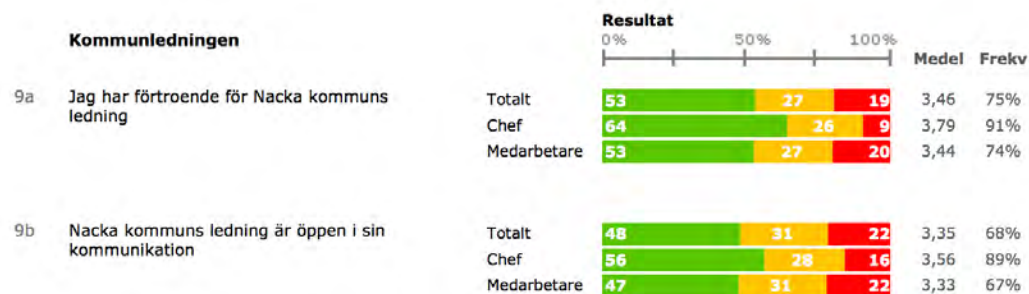 Resultat
Kommunledningen
0% 50% 100%
Medel Frekv
9a Jag har förtroende för Nacka kommuns
ledning
Totalt 53 27 19 3,46 75%
Chef 64 26 9 3,79 91%
Medarbetare 53 27 20 3,44 74%
9b Nacka kommuns ledning är öppen i sin
kommunikation
Totalt 48 31 22 3,35 68%
Chef 56 28 16 3,56 89%
Medarbetare 47 31 22 3,33 67%